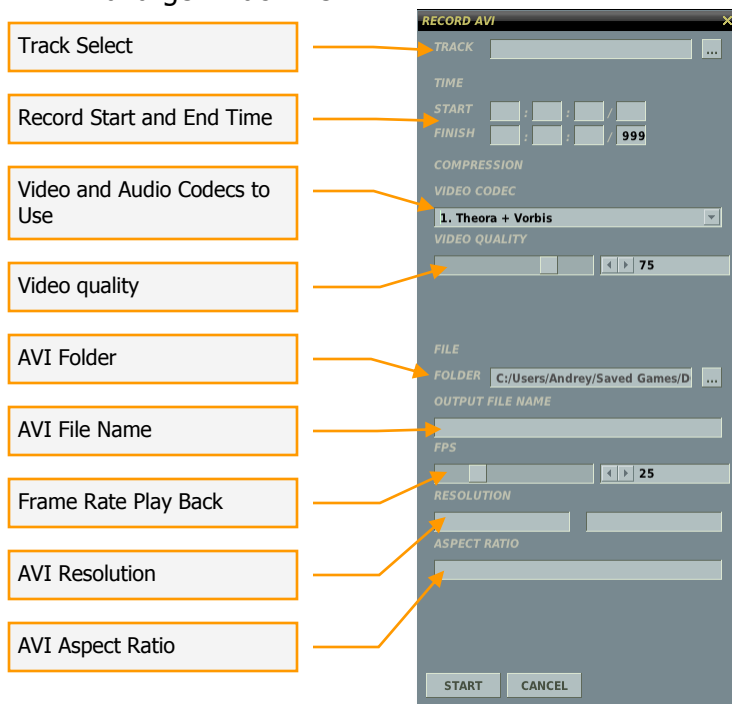 Track Select
Record Start and End Time
Video and Audio Codecs to
Use
Video quality
AVI Folder
AVI File Name
Frame Rate Play Back
AVI Resolution
AVI Aspect Ratio
RECORD AVI
TRACK
...
TIME
START : : /
FINISH : : / 999
COMPRESSION
VIDEO CODEC
1. Theora + Vorbis
VIDEO QUALITY
75
FILE
FOLDER C:/Users/Andrey/Saved Games/D ...
OUTPUT FILE NAME
FPS
25
RESOLUTION
ASPECT RATIO
START CANCEL